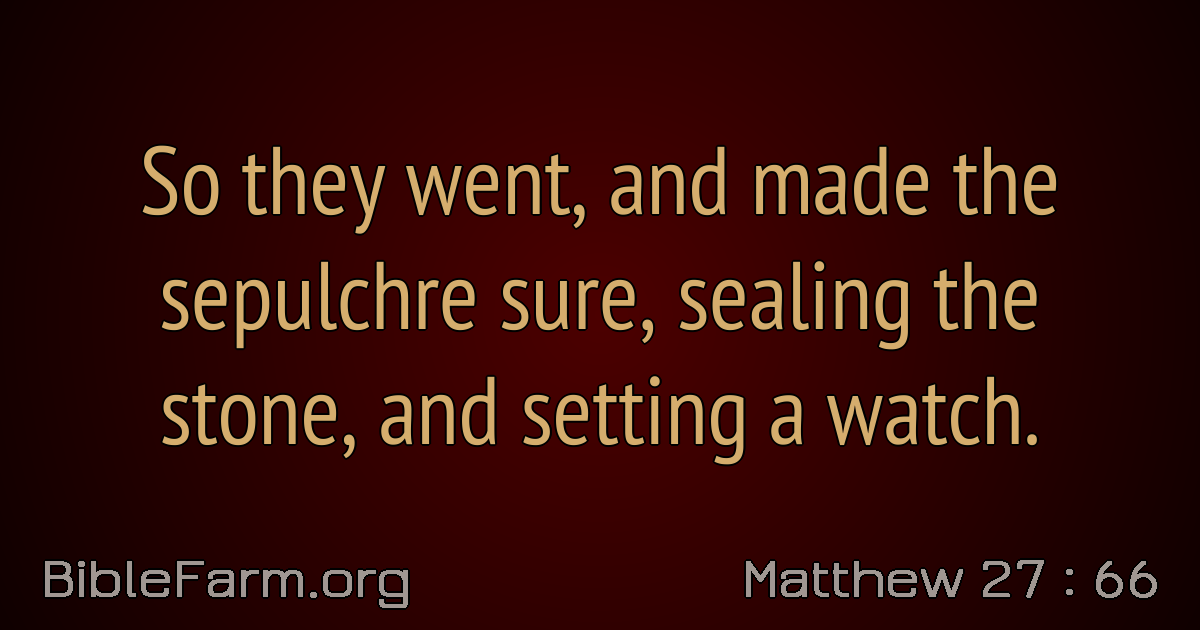 So they went, and made the
sepulchre sure, sealing the
stone, and setting a watch.
BibleFarm.org
Matthew 27 : 66